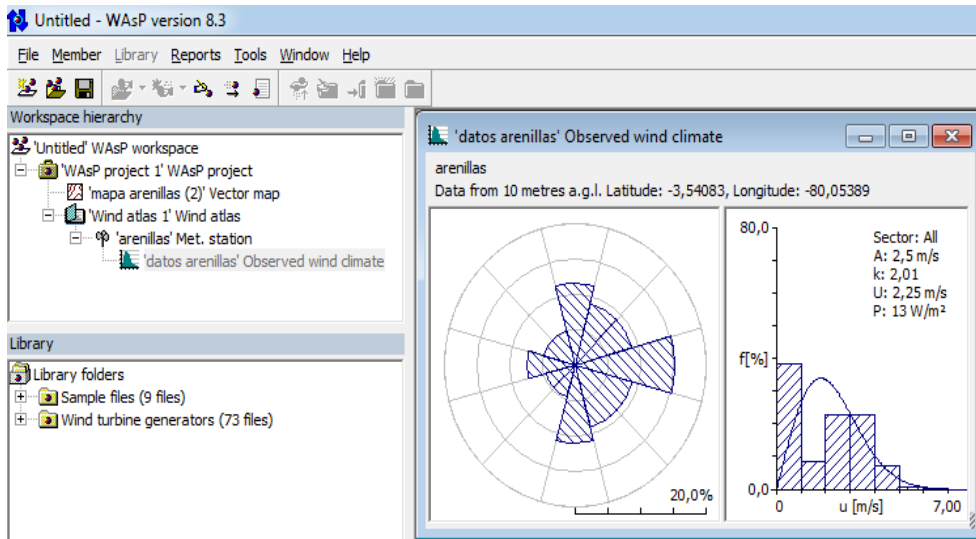 Untitled - WAsP version 8.3
File Member Library Reports Tools Window Help
Workspace hierarchy
'Untitled' WAsP workspace
'WAsP project 1' WAsP project
'mapa arenillas (2)' Vector map
'Wind atlas 1' Wind atlas
'arenillas' Met. station
'datos arenillas' Observed wind climate
Library
Library folders
Sample files (9 files)
Wind turbine generators (73 files)
'datos arenillas' Observed wind climate
arenillas
Data from 10 metres a.g.l. Latitude: -3,54083, Longitude: -80,05389
20,0%
80,0
Sector: All
A: 2,5 m/s
k: 2,01
U: 2,25 m/s
P: 13 W/m²
f[%]
0,0
0 u [m/s] 7,00